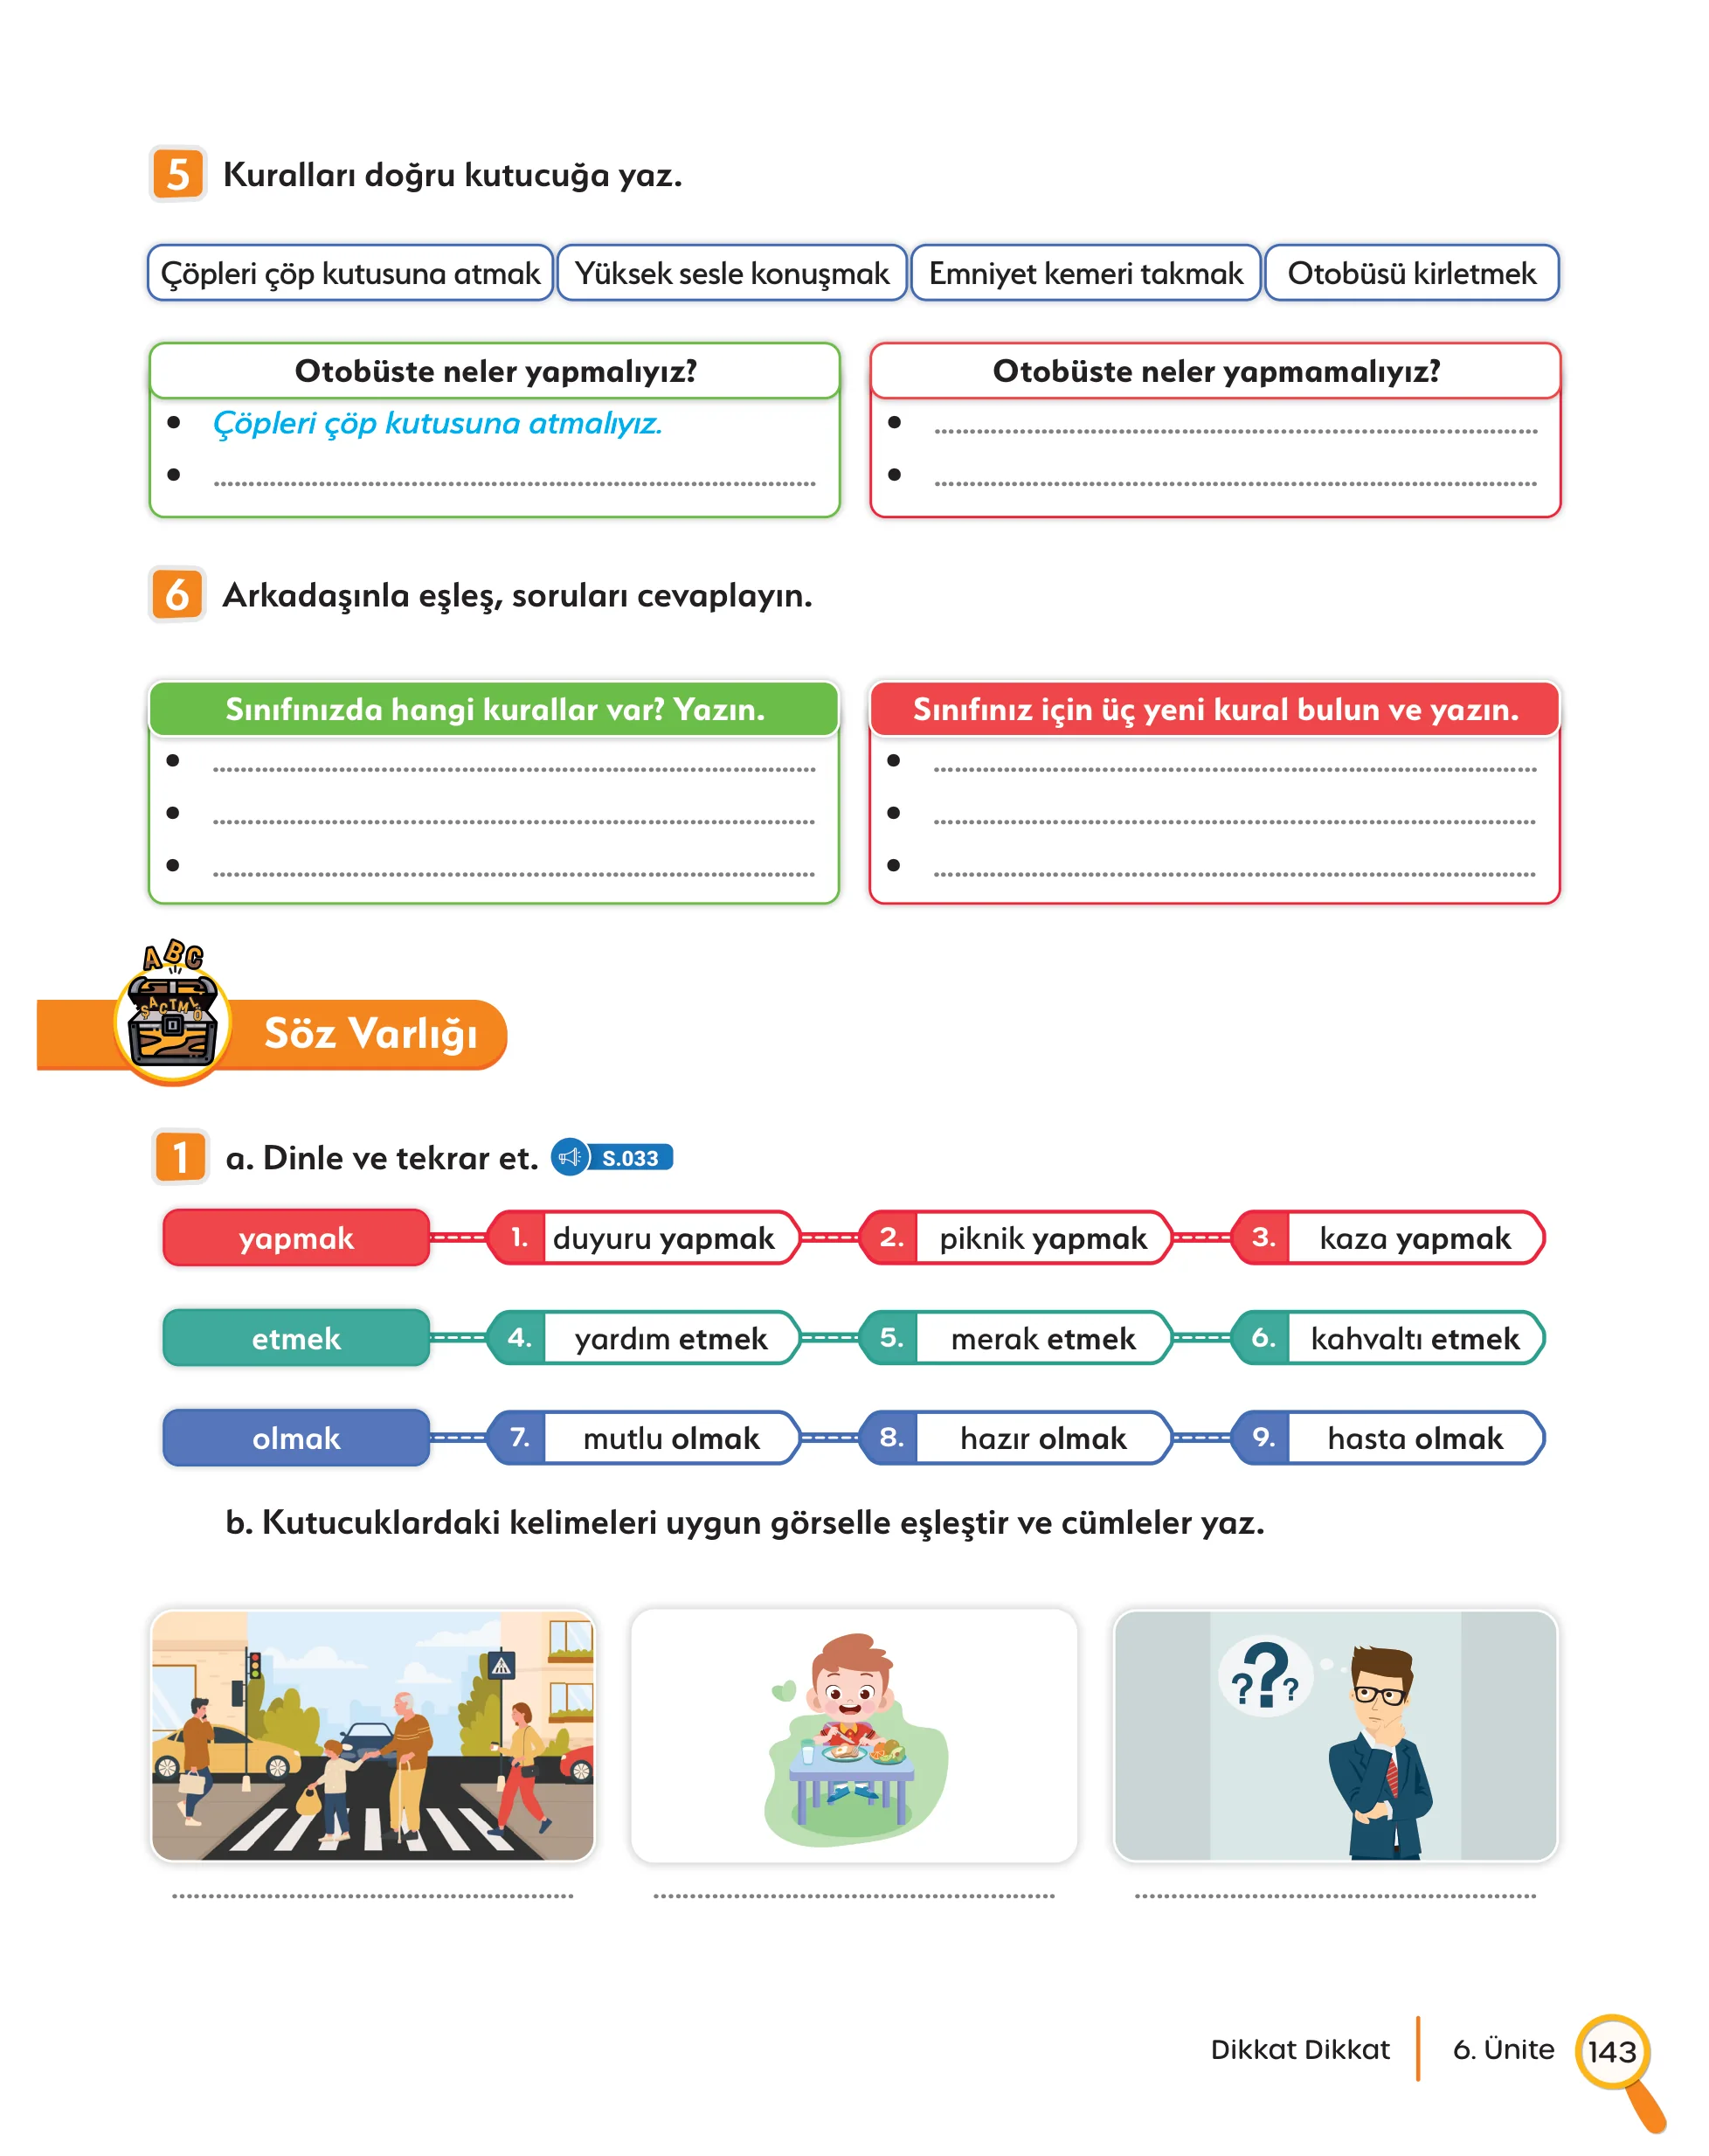 5 Kuralları doğru kutucuğa yaz.
Çöpleri çöp kutusuna atmak Yüksek sesle konuşmak Emniyet kemeri takmak Otobüsü kirletmek
Otobüste neler yapmalıyız?
• Çöpleri çöp kutusuna atmalıyız.
•
Otobüste neler yapmamalıyız?
•
•
6 Arkadaşınla eşleş, soruları cevaplayın.
Sınıfınızda hangi kurallar var? Yazın.
•
•
•
Sınıfınız için üç yeni kural bulun ve yazın.
•
•
•
A B C
Söz Varlığı
1 a. Dinle ve tekrar et. S.033
yapmak 1. duyuru yapmak 2. piknik yapmak 3. kaza yapmak
etmek 4. yardım etmek 5. merak etmek 6. kahvaltı etmek
olmak 7. mutlu olmak 8. hazır olmak 9. hasta olmak
b. Kutucuklardaki kelimeleri uygun görselle eşleştir ve cümleler yaz.
? ? ?
Dikkat Dikkat 6. Ünite 143